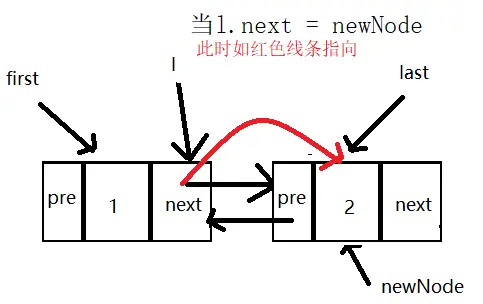 当l.next = newNode
此时如红色线条指向
first
l
last
pre
1
next
pre
2
next
newNode